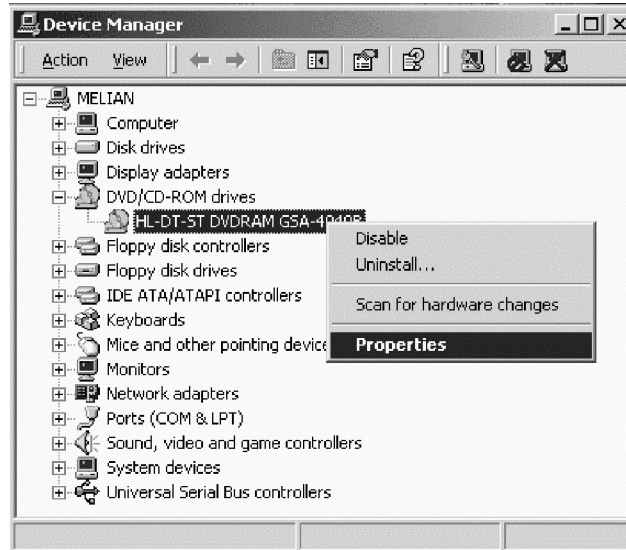 Device Manager
Action View
MELIAN
Computer
Disk drives
Display adapters
DVD/CD-ROM drives
HL-DT-ST DVDRAM GSA-4040B
Floppy disk controllers
Floppy disk drives
IDE ATA/ATAPI controllers
Keyboards
Mice and other pointing device
Monitors
Network adapters
Ports (COM & LPT)
Sound, video and game controllers
System devices
Universal Serial Bus controllers
Disable
Uninstall...
Scan for hardware changes
Properties